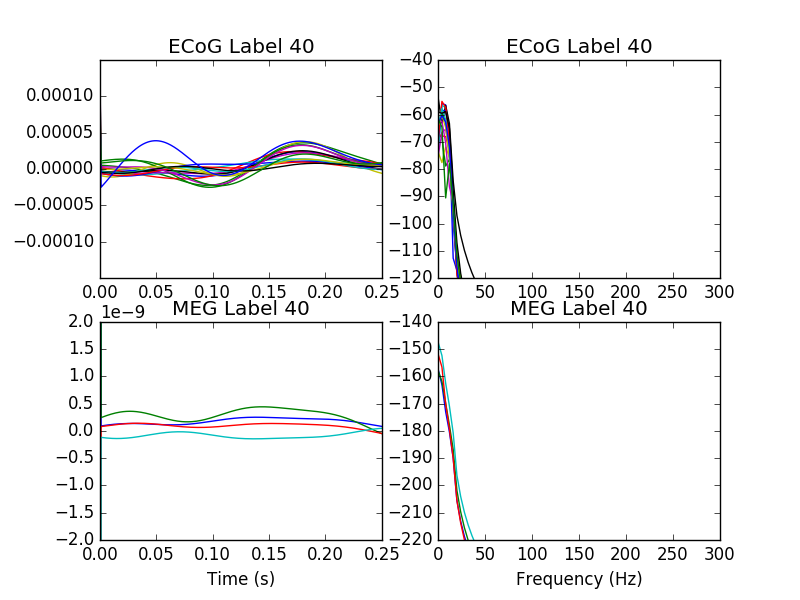 ECoG Label 40
0.00010
0.00005
0.00000
−0.00005
−0.00010
0.00 0.05 0.10 0.15 0.20 0.25
ECoG Label 40
−40
−50
−60
−70
−80
−90
−100
−110
−120
0 50 100 150 200 250 300
MEG Label 40
1e−9
2.0
1.5
1.0
0.5
0.0
−0.5
−1.0
−1.5
−2.0
0.00 0.05 0.10 0.15 0.20 0.25
Time (s)
MEG Label 40
−140
−150
−160
−170
−180
−190
−200
−210
−220
0 50 100 150 200 250 300
Frequency (Hz)